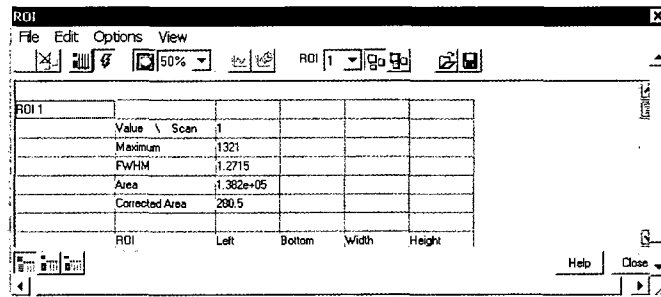 ROI
File Edit Options View
50% ROI 1
ROI 1
Value \ Scan 1
Maximum 1321
FWHM 1.2715
Area 1.382e+05
Corrected Area 280.5
ROI Left Bottom Width Height
Help Close